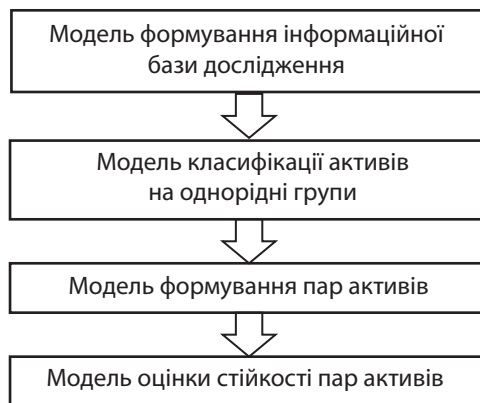 Модель формування інформаційної
бази дослідження
Модель класифікації активів
на однорідні групи
Модель формування пар активів
Модель оцінки стійкості пар активів